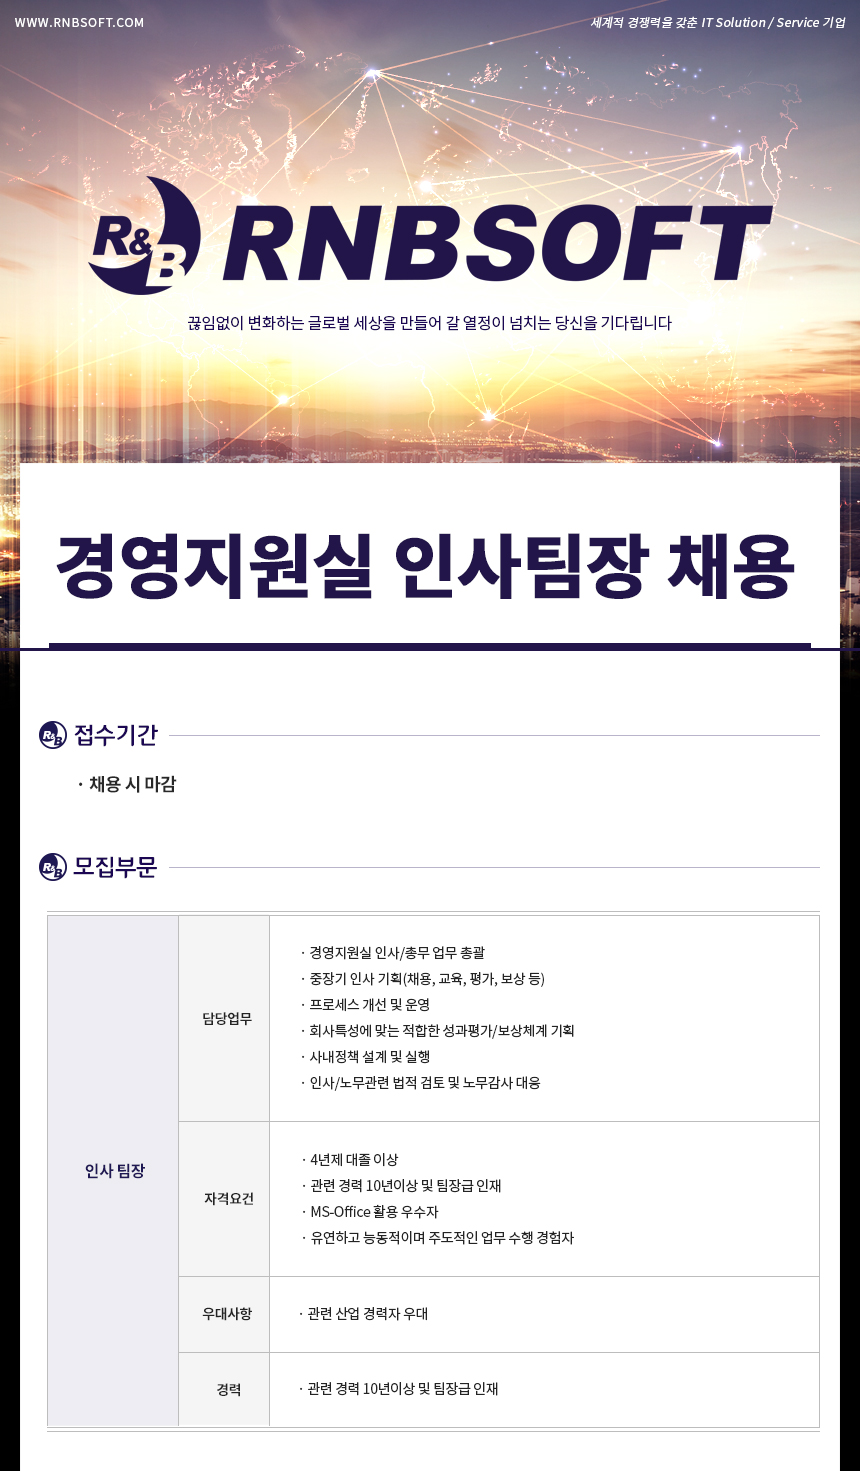 WWW.RNBSOFT.COM
세계적 경쟁력을 갖춘 IT Solution / Service 기업
R&B RNBSOFT
끊임없이 변화하는 글로벌 세상을 만들어 갈 열정이 넘치는 당신을 기다립니다
경영지원실 인사팀장 채용
R&B 접수기간
· 채용 시 마감
R&B 모집부문
인사 팀장
담당업무
· 경영지원실 인사/총무 업무 총괄
· 중장기 인사 기획(채용, 교육, 평가, 보상 등)
· 프로세스 개선 및 운영
· 회사특성에 맞는 적합한 성과평가/보상체계 기획
· 사내정책 설계 및 실행
· 인사/노무관련 법적 검토 및 노무감사 대응
자격요건
· 4년제 대졸 이상
· 관련 경력 10년이상 및 팀장급 인재
· MS-Office 활용 우수자
· 유연하고 능동적이며 주도적인 업무 수행 경험자
우대사항
· 관련 산업 경력자 우대
경력
· 관련 경력 10년이상 및 팀장급 인재